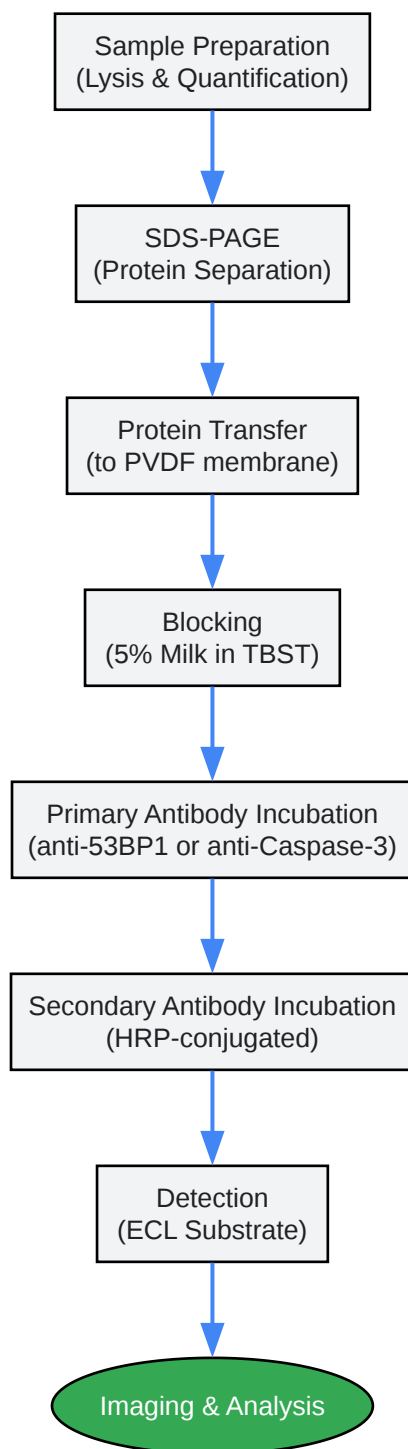 Sample Preparation
(Lysis & Quantification)
SDS-PAGE
(Protein Separation)
Protein Transfer
(to PVDF membrane)
Blocking
(5% Milk in TBST)
Primary Antibody Incubation
(anti-53BP1 or anti-Caspase-3)
Secondary Antibody Incubation
(HRP-conjugated)
Detection
(ECL Substrate)
Imaging & Analysis